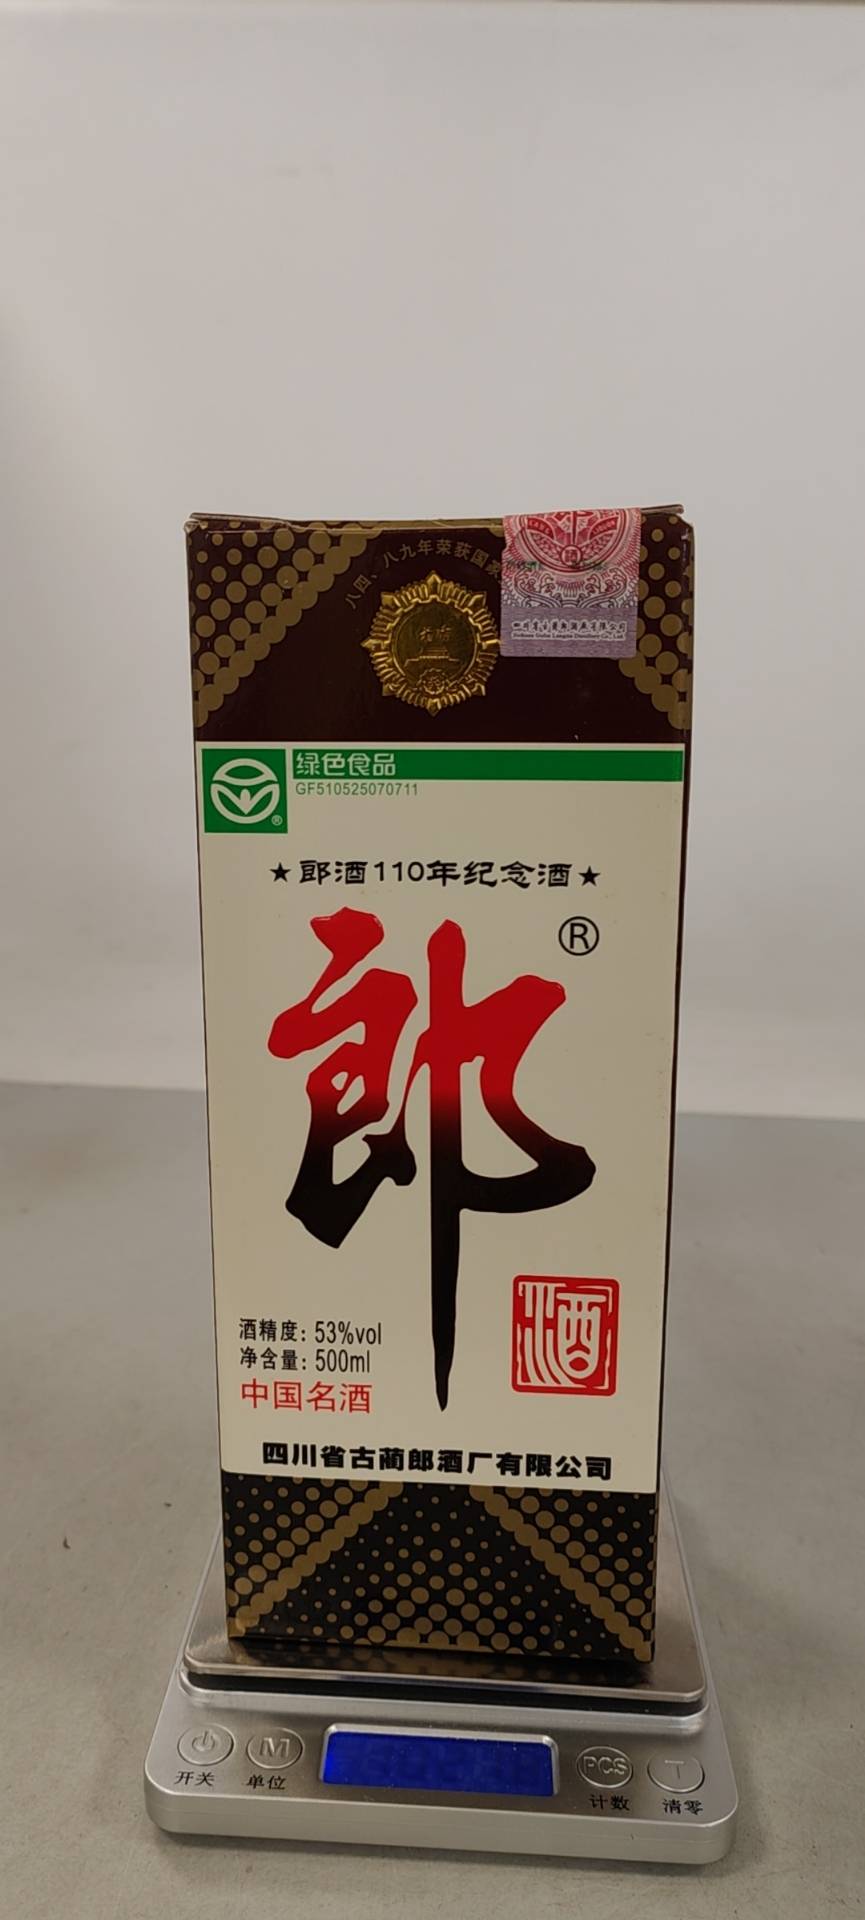 八四、八九年荣获国家
绿色食品
GF510525070711
®
★郎酒110年纪念酒★
®
郎
酒
酒精度：53%vol
净含量：500ml
中国名酒
四川省古蔺郎酒厂有限公司
M
PCS
T
开关
单位
计数
清零